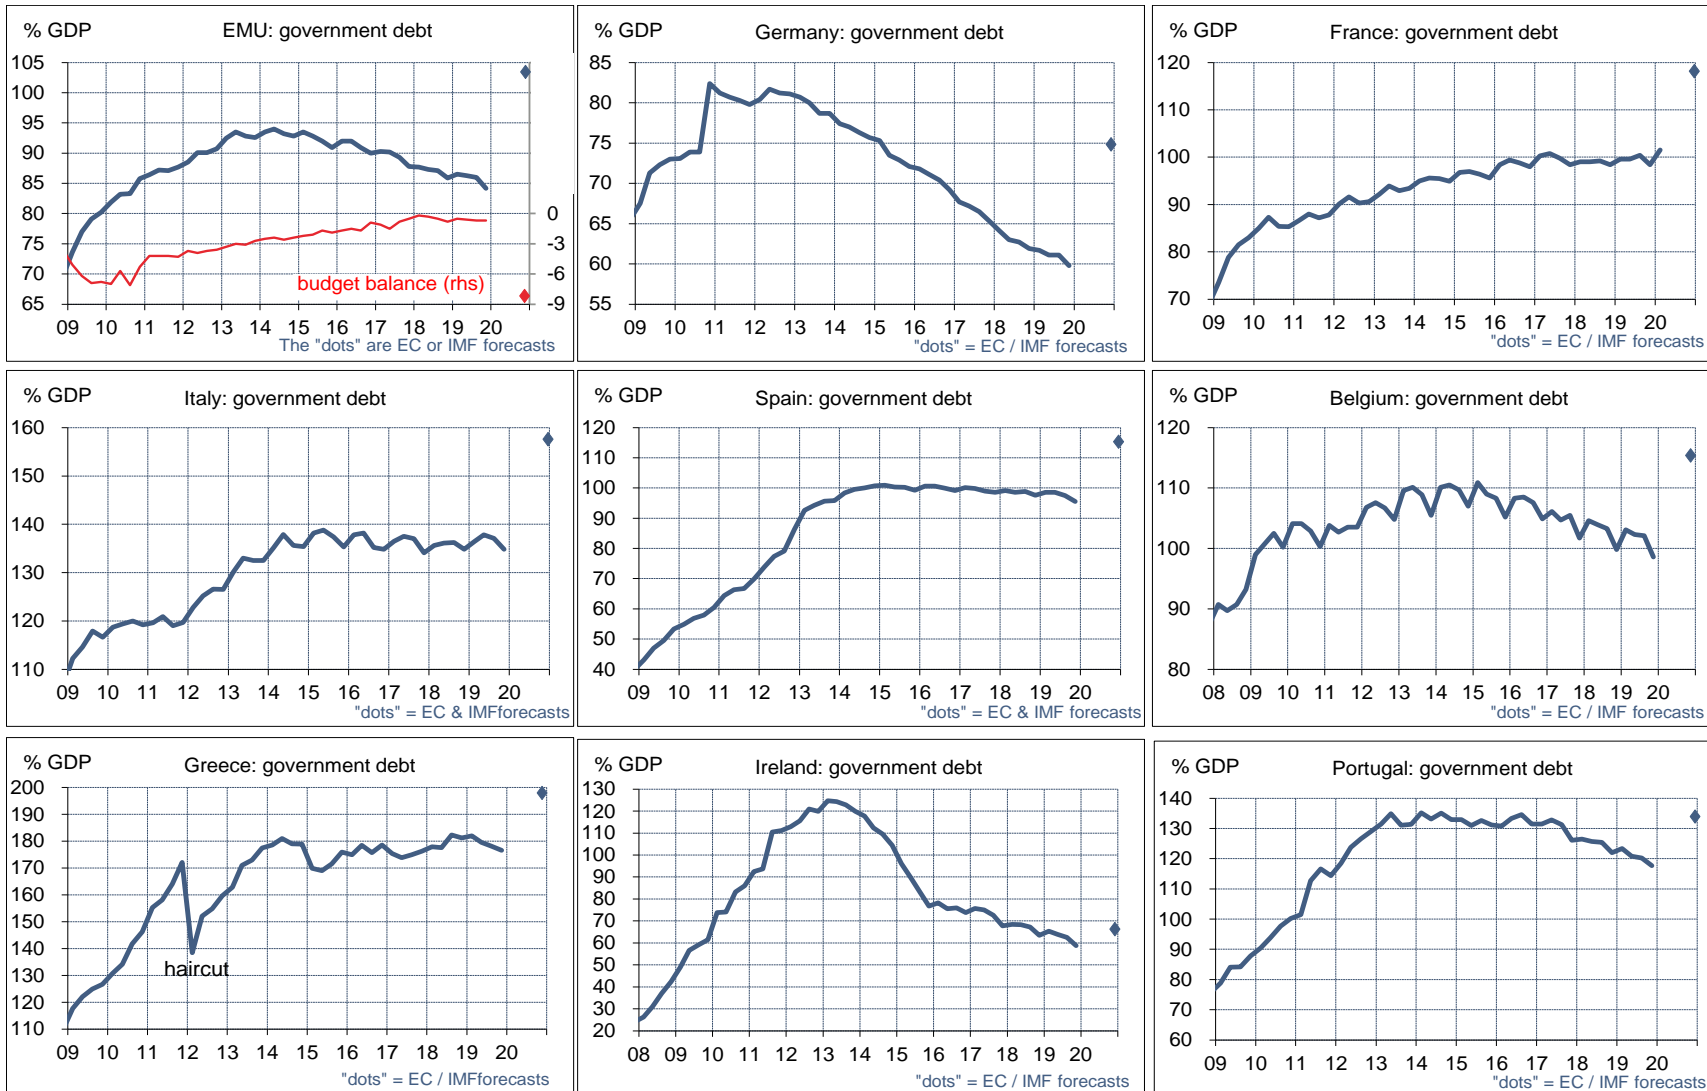 % GDP
EMU: government debt
105
100
95
90
85
80
75
70
65
0
-3
-6
-9
budget balance (rhs)
09 10 11 12 13 14 15 16 17 18 19 20
The "dots" are EC or IMF forecasts
% GDP
Germany: government debt
85
80
75
70
65
60
55
09 10 11 12 13 14 15 16 17 18 19 20
"dots" = EC / IMF forecasts
% GDP
France: government debt
120
110
100
90
80
70
09 10 11 12 13 14 15 16 17 18 19 20
"dots" = EC / IMF forecasts
% GDP
Italy: government debt
160
150
140
130
120
110
09 10 11 12 13 14 15 16 17 18 19 20
"dots" = EC & IMFforecasts
% GDP
Spain: government debt
120
110
100
90
80
70
60
50
40
09 10 11 12 13 14 15 16 17 18 19 20
"dots" = EC & IMF forecasts
% GDP
Belgium: government debt
120
110
100
90
80
08 09 10 11 12 13 14 15 16 17 18 19 20
"dots" = EC / IMF forecasts
% GDP
Greece: government debt
200
190
180
170
160
150
140
130
120
110
haircut
09 10 11 12 13 14 15 16 17 18 19 20
"dots" = EC / IMFforecasts
% GDP
Ireland: government debt
130
120
110
100
90
80
70
60
50
40
30
20
08 09 10 11 12 13 14 15 16 17 18 19 20
"dots" = EC / IMF forecasts
% GDP
Portugal: government debt
140
130
120
110
100
90
80
70
60
09 10 11 12 13 14 15 16 17 18 19 20
"dots" = EC / IMF forecasts